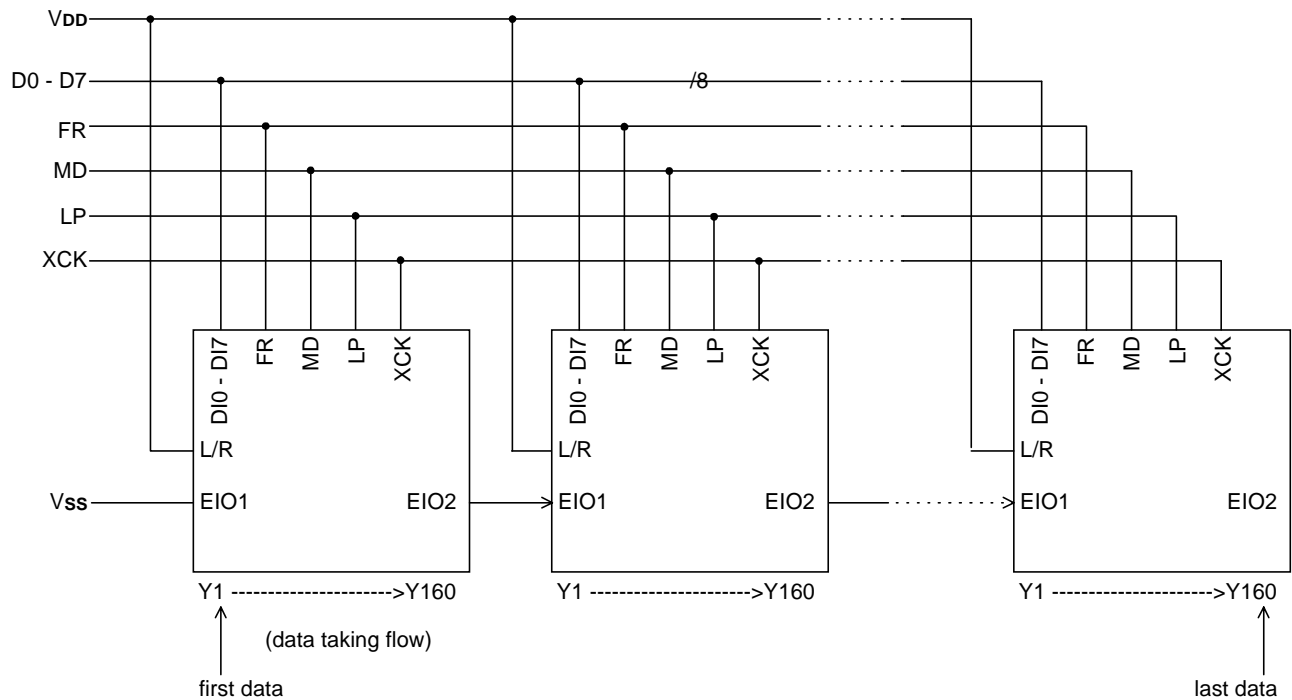 VDD
D0 - D7
/8
FR
MD
LP
XCK
DI0 - DI7
FR
MD
LP
XCK
DI0 - DI7
FR
MD
LP
XCK
DI0 - DI7
FR
MD
LP
XCK
L/R
L/R
L/R
VSS
EIO1
EIO2
EIO1
EIO2
EIO1
EIO2
Y1 --------------------->Y160
Y1 --------------------->Y160
Y1 --------------------->Y160
(data taking flow)
first data
last data